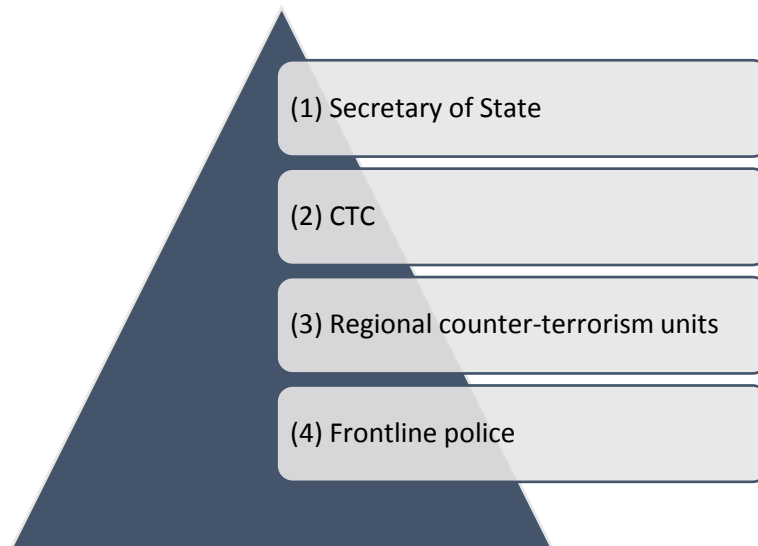 (1) Secretary of State
(2) CTC
(3) Regional counter-terrorism units
(4) Frontline police